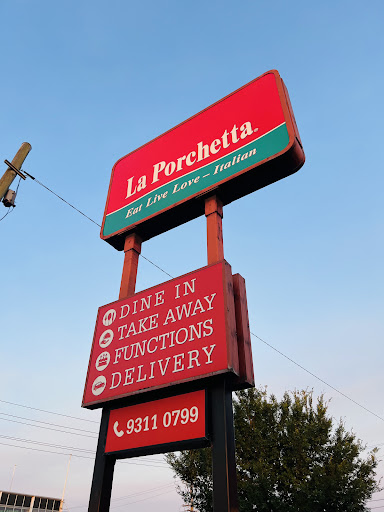 La Porchetta
Eat Live Love – Italian
DINE IN
TAKE AWAY
FUNCTIONS
DELIVERY
9311 0799